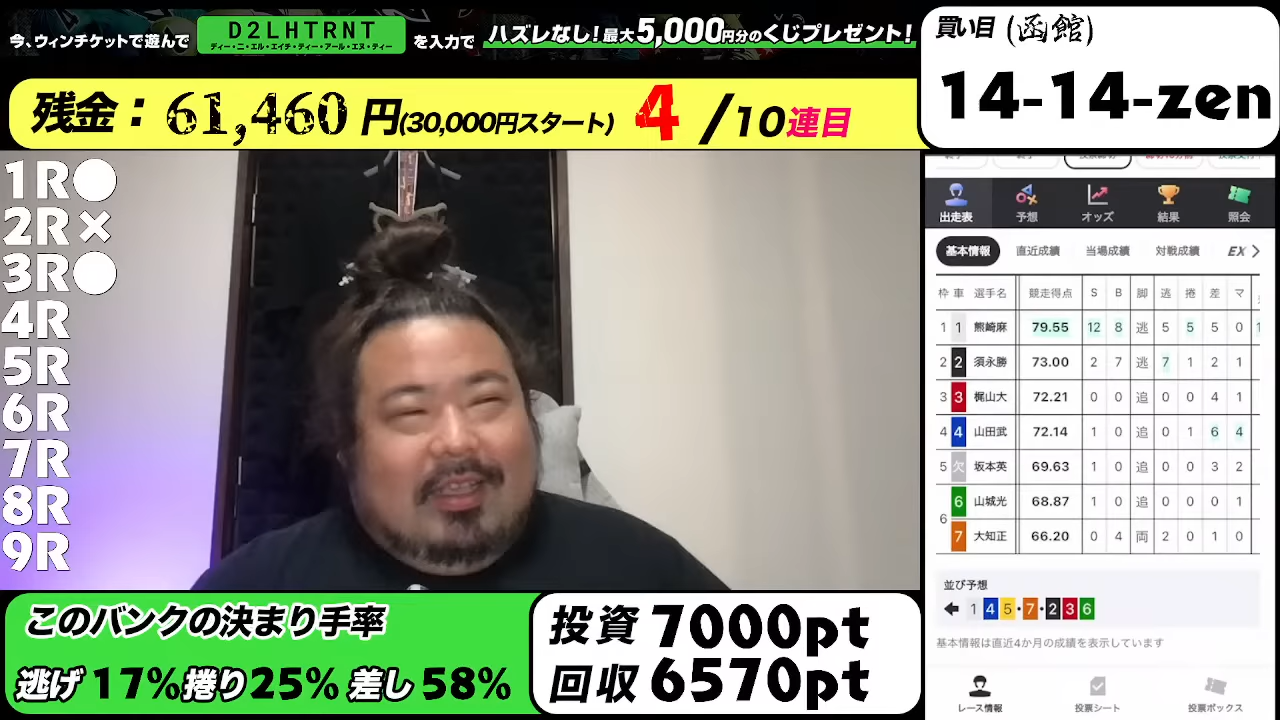 今、ウィンチケットで遊んで
D2LHTRNT
ディー・ニ・エル・エイチ・ティー・アール・エヌ・ティー
を入力で
ハズレなし！最大5,000円分のくじプレゼント！
買い目(函館)
14-14-zen
残金：61,460円(30,000円スタート) 4/10連目
1R○
2R×
3R○
4R
5R
6R
7R
8R
9R
出走表 予想 オッズ 結果 照会
基本情報 直近成績 当場成績 対戦成績 EX
枠 車 選手名 競走得点 S B 脚 逃 捲 差 マ
1 1 熊崎麻 79.55 12 8 逃 5 5 5 0 1
2 2 須永勝 73.00 2 7 逃 7 1 2 1
3 3 梶山大 72.21 0 0 追 0 0 4 1
4 4 山田武 72.14 1 0 追 0 1 6 4
5 欠 坂本英 69.63 1 0 追 0 0 3 2
6 6 山城光 68.87 1 0 追 0 0 0 1
7 大知正 66.20 0 4 両 2 0 1 0
並び予想
1 4 5・7・2 3 6
基本情報は直近4か月の成績を表示しています
レース情報 投票シート 投票ボックス
このバンクの決まり手率
逃げ17%捲り25%差し58%
投資7000pt
回収6570pt